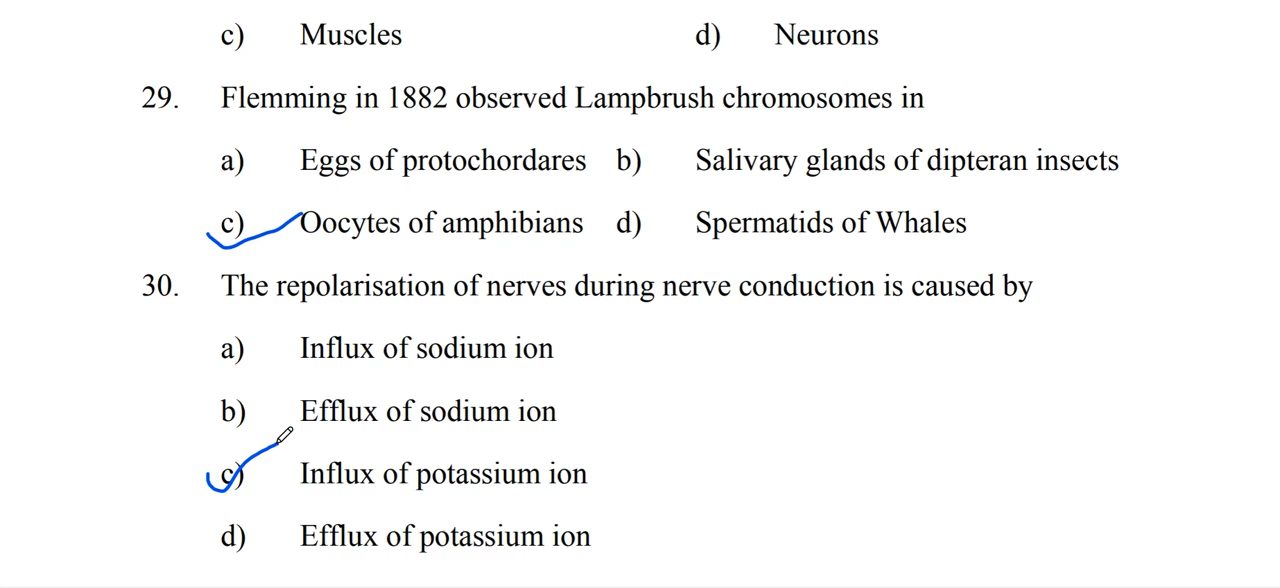 c) Muscles d) Neurons
29. Flemming in 1882 observed Lampbrush chromosomes in
a) Eggs of protochordares b) Salivary glands of dipteran insects
c) Oocytes of amphibians d) Spermatids of Whales
30. The repolarisation of nerves during nerve conduction is caused by
a) Influx of sodium ion
b) Efflux of sodium ion
c) Influx of potassium ion
d) Efflux of potassium ion